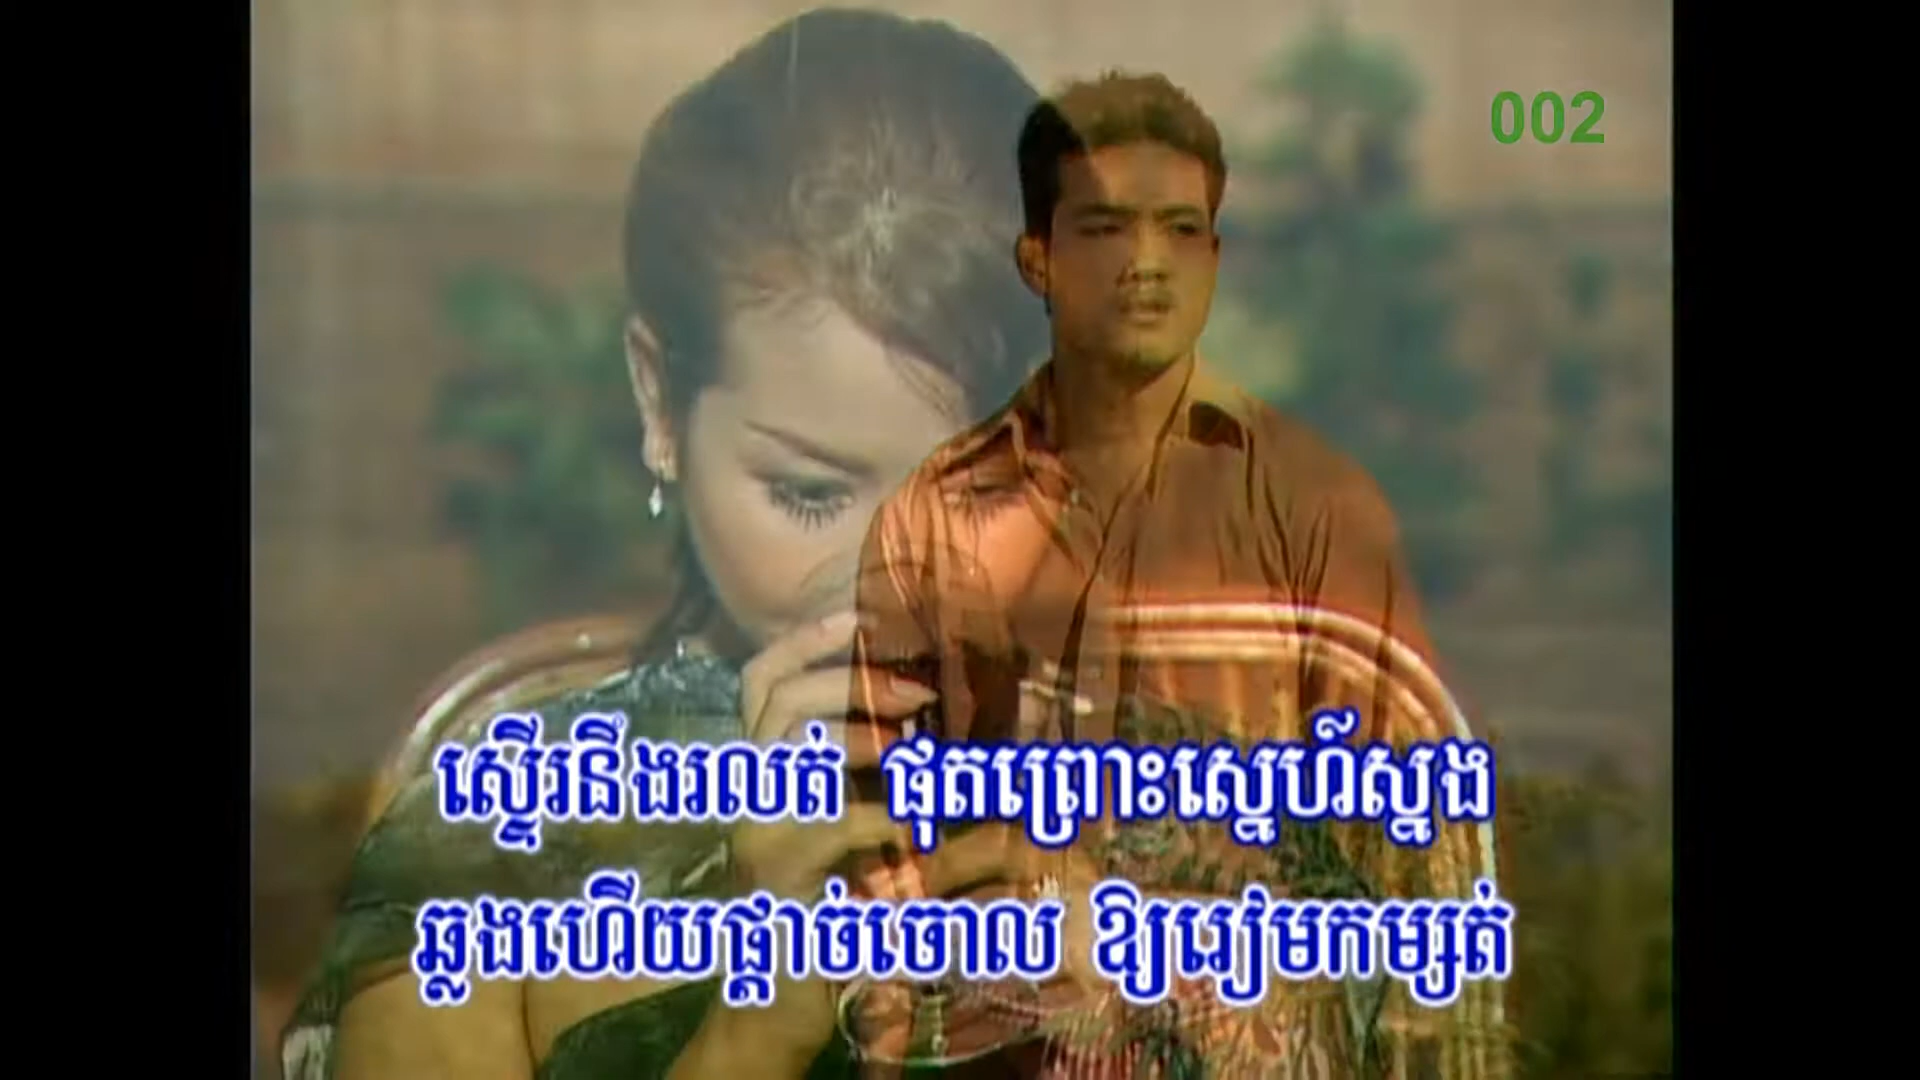 002
ស្ទើរនឹងរលត់ ផុតព្រោះស្នេហ៍ស្នង
ឆ្លងហើយផ្ដាច់ចោល ឱ្យរៀមកម្សត់